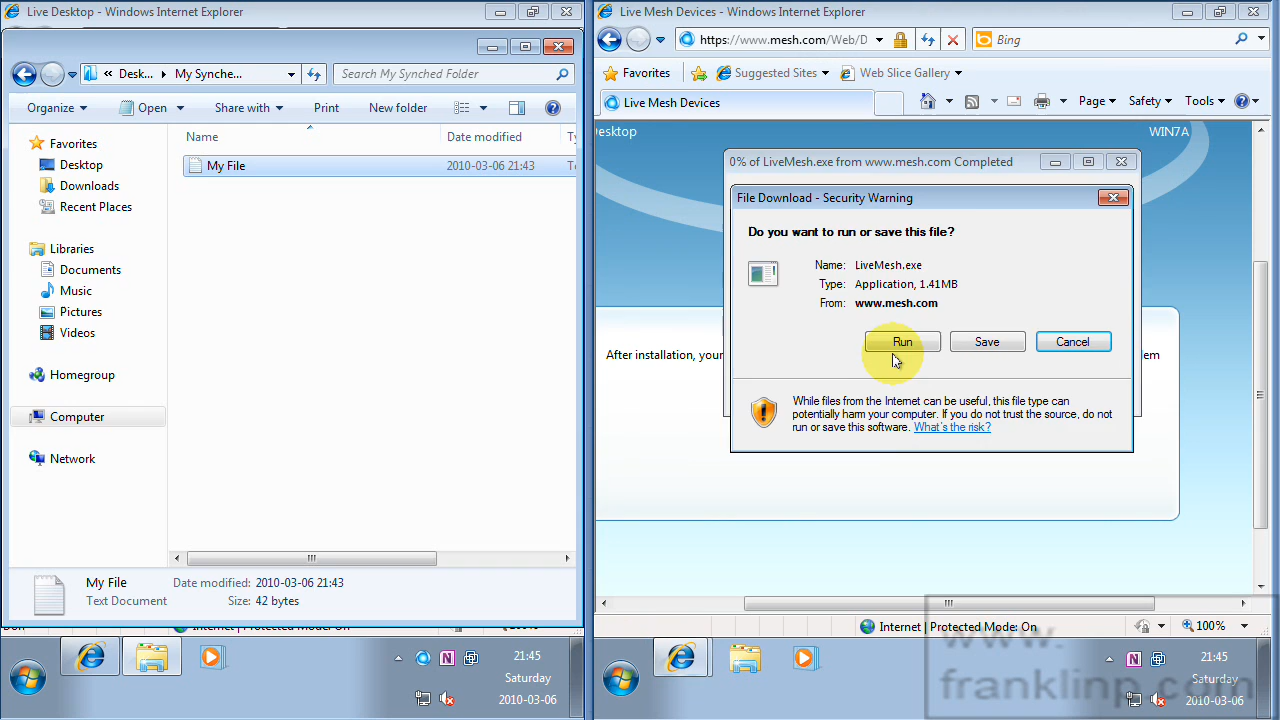 Live Desktop - Windows Internet Explorer
« Desk... My Synche...
Search My Synched Folder
Organize Open Share with Print New folder
Favorites
Desktop
Downloads
Recent Places
Libraries
Documents
Music
Pictures
Videos
Homegroup
Computer
Network
Name Date modified
My File 2010-03-06 21:43
My File Date modified: 2010-03-06 21:43
Text Document Size: 42 bytes
Internet | Protected Mode: On
21:45
Saturday
2010-03-06
Live Mesh Devices - Windows Internet Explorer
https://www.mesh.com/Web/D
Bing
Favorites Suggested Sites Web Slice Gallery
Live Mesh Devices
Page Safety Tools
Desktop WIN7A
0% of LiveMesh.exe from www.mesh.com Completed
File Download - Security Warning
Do you want to run or save this file?
Name: LiveMesh.exe
Type: Application, 1.41MB
From: www.mesh.com
Run Save Cancel
While files from the Internet can be useful, this file type can
potentially harm your computer. If you do not trust the source, do not
run or save this software. What's the risk?
After installation, your
Internet | Protected Mode: On 100%
21:45
Saturday
2010-03-06
www.
franklinp.com